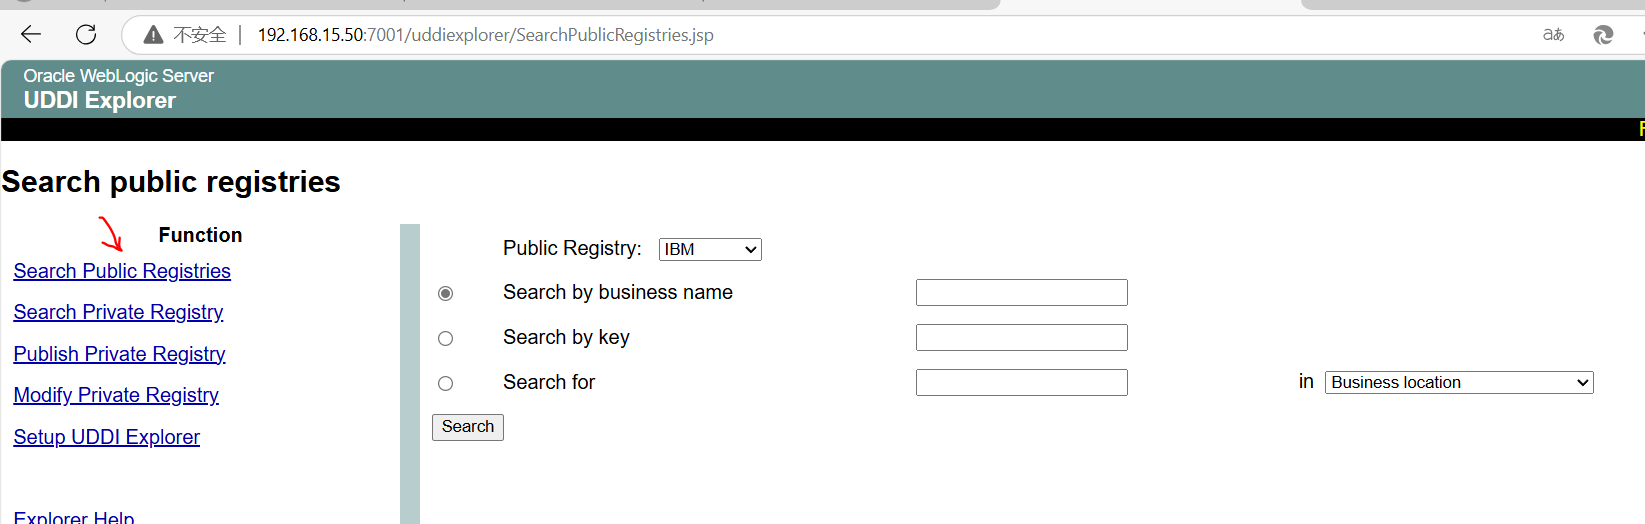 不安全 | 192.168.15.50:7001/uddiexplorer/SearchPublicRegistries.jsp
Oracle WebLogic Server
UDDI Explorer
Search public registries
Function
Search Public Registries
Search Private Registry
Publish Private Registry
Modify Private Registry
Setup UDDI Explorer
Explorer Help
Public Registry: IBM
Search by business name
Search by key
Search for in Business location
Search